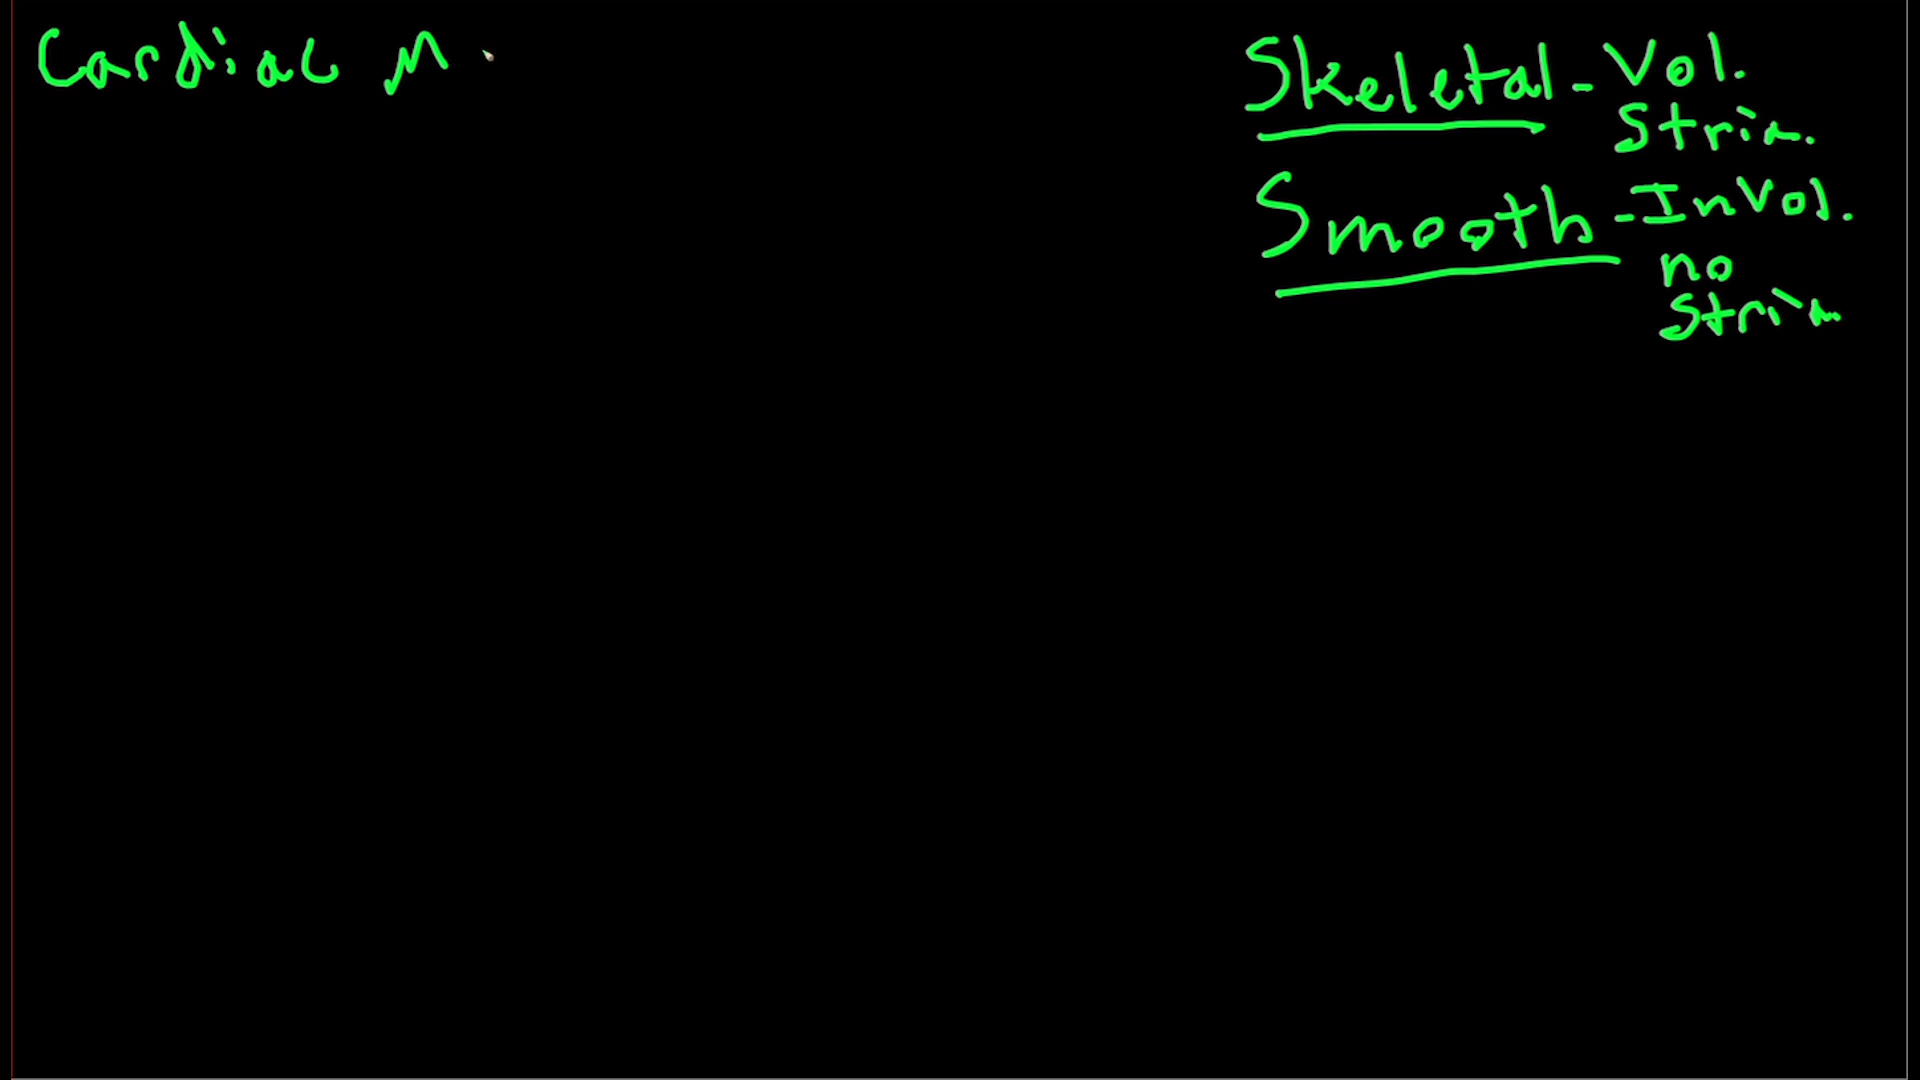 Cardiac M
Skeletal - Vol.
Stria.
Smooth - InVol.
no
Stria